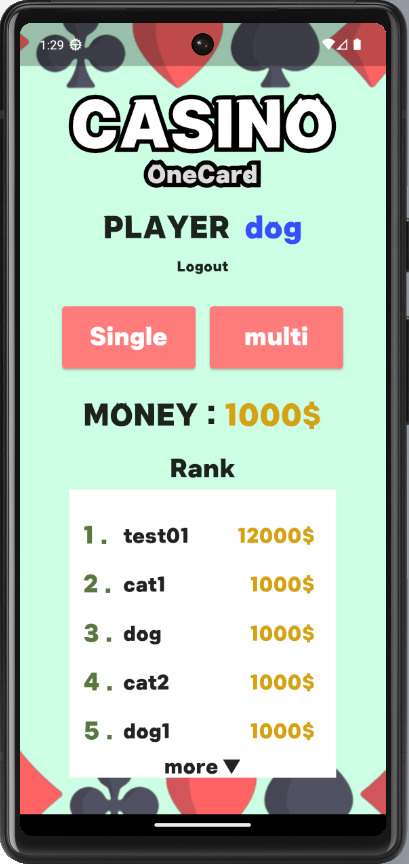 1:29
CASINO
OneCard
PLAYER dog
Logout
Single multi
MONEY : 1000$
Rank
1 . test01 12000$
2 . cat1 1000$
3 . dog 1000$
4 . cat2 1000$
5 . dog1 1000$
more ▼